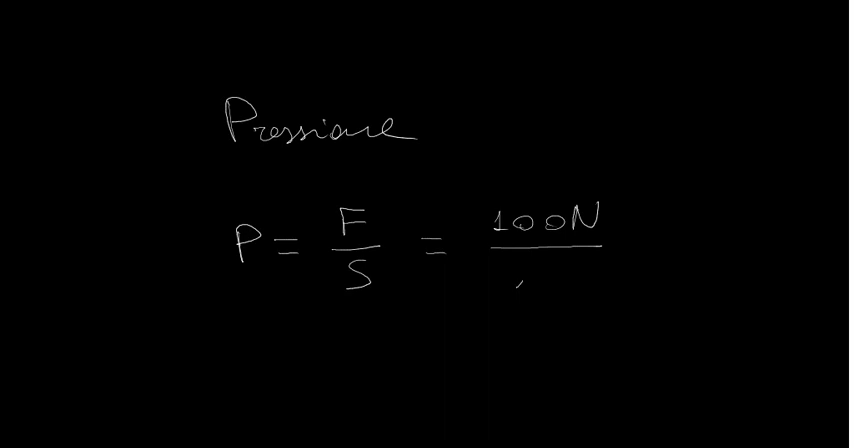 Pressione
P = F/S = 100N/